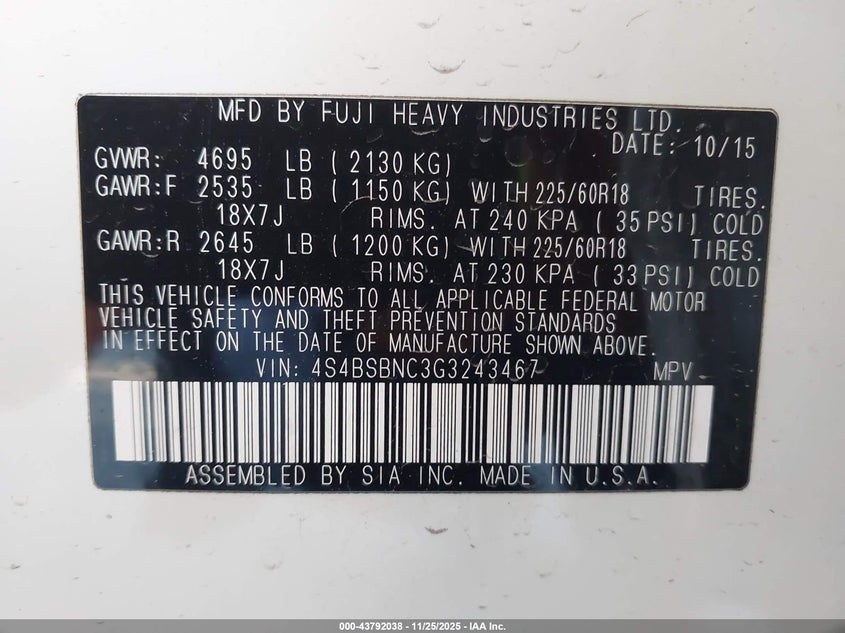 MFD BY FUJI HEAVY INDUSTRIES LTD.
DATE: 10/15
GVWR: 4695 LB ( 2130 KG)
GAWR:F 2535 LB ( 1150 KG) WITH 225/60R18 TIRES.
18X7J RIMS. AT 240 KPA ( 35 PSI) COLD
GAWR:R 2645 LB ( 1200 KG) WITH 225/60R18 TIRES.
18X7J RIMS. AT 230 KPA ( 33 PSI) COLD
THIS VEHICLE CONFORMS TO ALL APPLICABLE FEDERAL MOTOR
VEHICLE SAFETY AND THEFT PREVENTION STANDARDS
IN EFFECT ON THE DATE OF MANUFACTURE SHOWN ABOVE.
VIN: 4S4BSBNC3G3243467 MPV
ASSEMBLED BY SIA INC. MADE IN U.S.A.
000-43792038 - 11/25/2025 - IAA Inc.